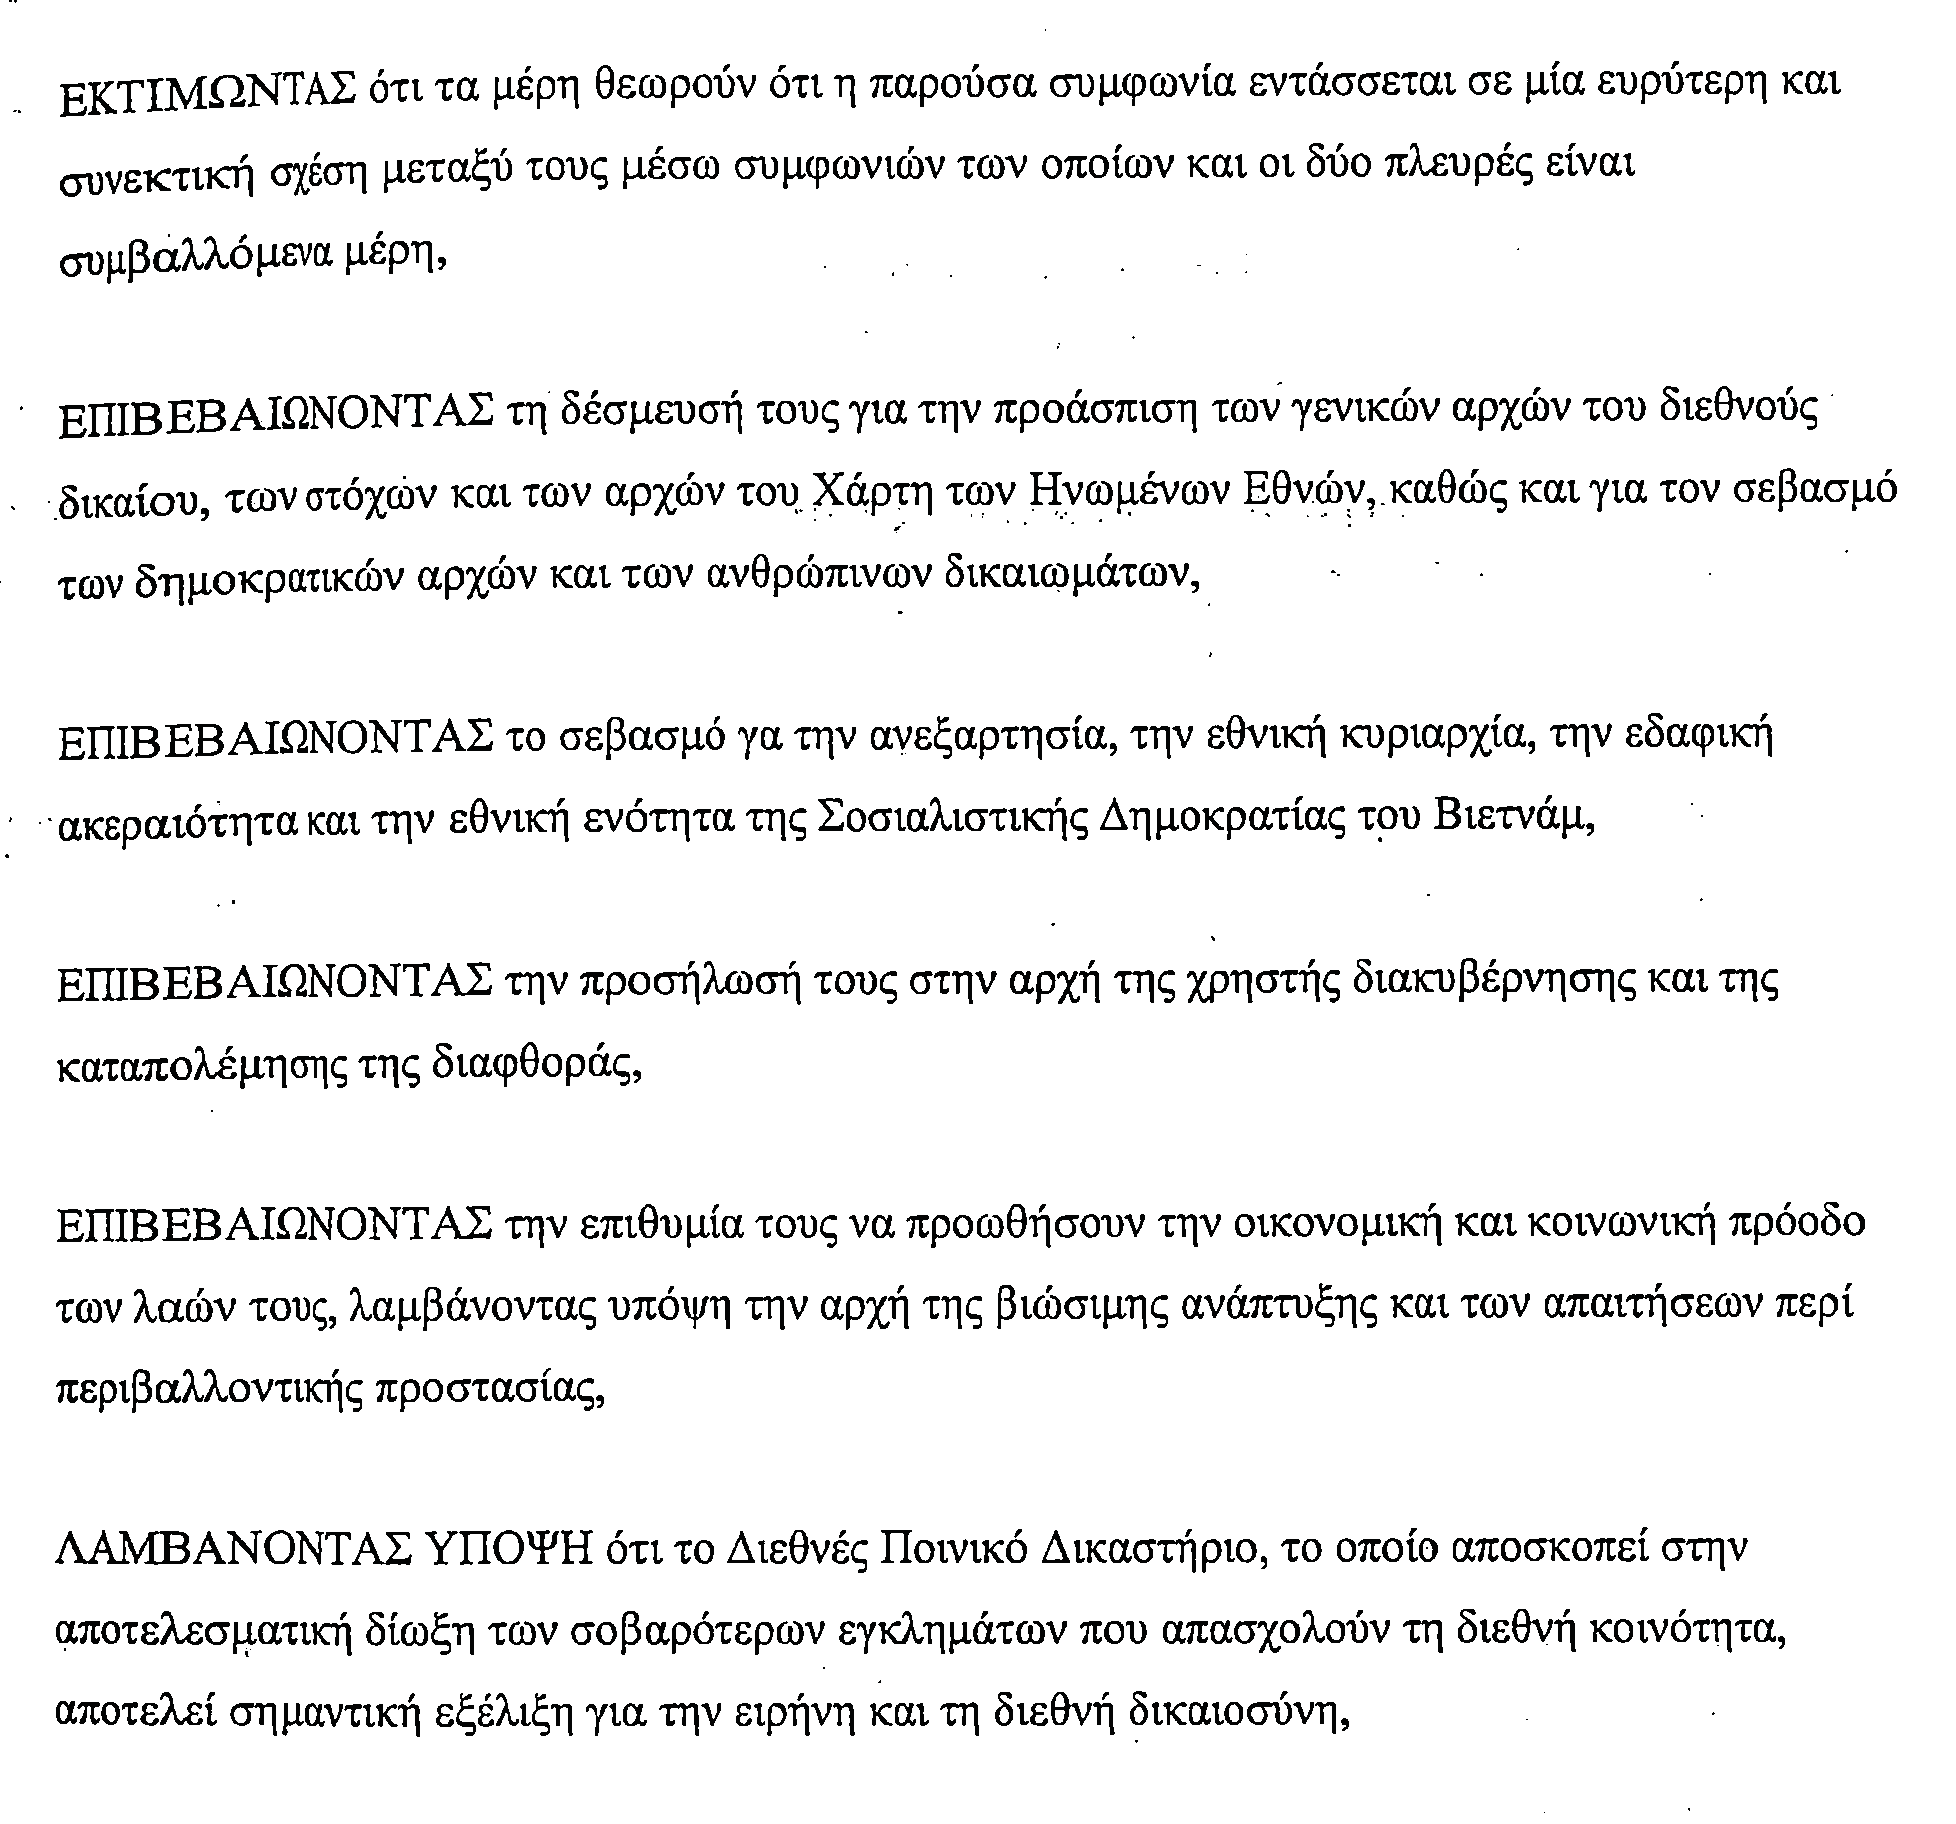 ΕΚΤΙΜΩΝΤΑΣ ότι τα μέρη θεωρούν ότι η παρούσα συμφωνία εντάσσεται σε μία ευρύτερη και
συνεκτική σχέση μεταξύ τους μέσω συμφωνιών των οποίων και οι δύο πλευρές είναι
συμβαλλόμενα μέρη,
ΕΠΙΒΕΒΑΙΩΝΟΝΤΑΣ τη δέσμευσή τους για την προάσπιση των γενικών αρχών του διεθνούς
δικαίου, των στόχων και των αρχών του Χάρτη των Ηνωμένων Εθνών, καθώς και για τον σεβασμό
των δημοκρατικών αρχών και των ανθρώπινων δικαιωμάτων,
ΕΠΙΒΕΒΑΙΩΝΟΝΤΑΣ το σεβασμό γα την ανεξαρτησία, την εθνική κυριαρχία, την εδαφική
ακεραιότητα και την εθνική ενότητα της Σοσιαλιστικής Δημοκρατίας του Βιετνάμ,
ΕΠΙΒΕΒΑΙΩΝΟΝΤΑΣ την προσήλωσή τους στην αρχή της χρηστής διακυβέρνησης και της
καταπολέμησης της διαφθοράς,
ΕΠΙΒΕΒΑΙΩΝΟΝΤΑΣ την επιθυμία τους να προωθήσουν την οικονομική και κοινωνική πρόοδο
των λαών τους, λαμβάνοντας υπόψη την αρχή της βιώσιμης ανάπτυξης και των απαιτήσεων περί
περιβαλλοντικής προστασίας,
ΛΑΜΒΑΝΟΝΤΑΣ ΥΠΟΨΗ ότι το Διεθνές Ποινικό Δικαστήριο, το οποίο αποσκοπεί στην
αποτελεσματική δίωξη των σοβαρότερων εγκλημάτων που απασχολούν τη διεθνή κοινότητα,
αποτελεί σημαντική εξέλιξη για την ειρήνη και τη διεθνή δικαιοσύνη,